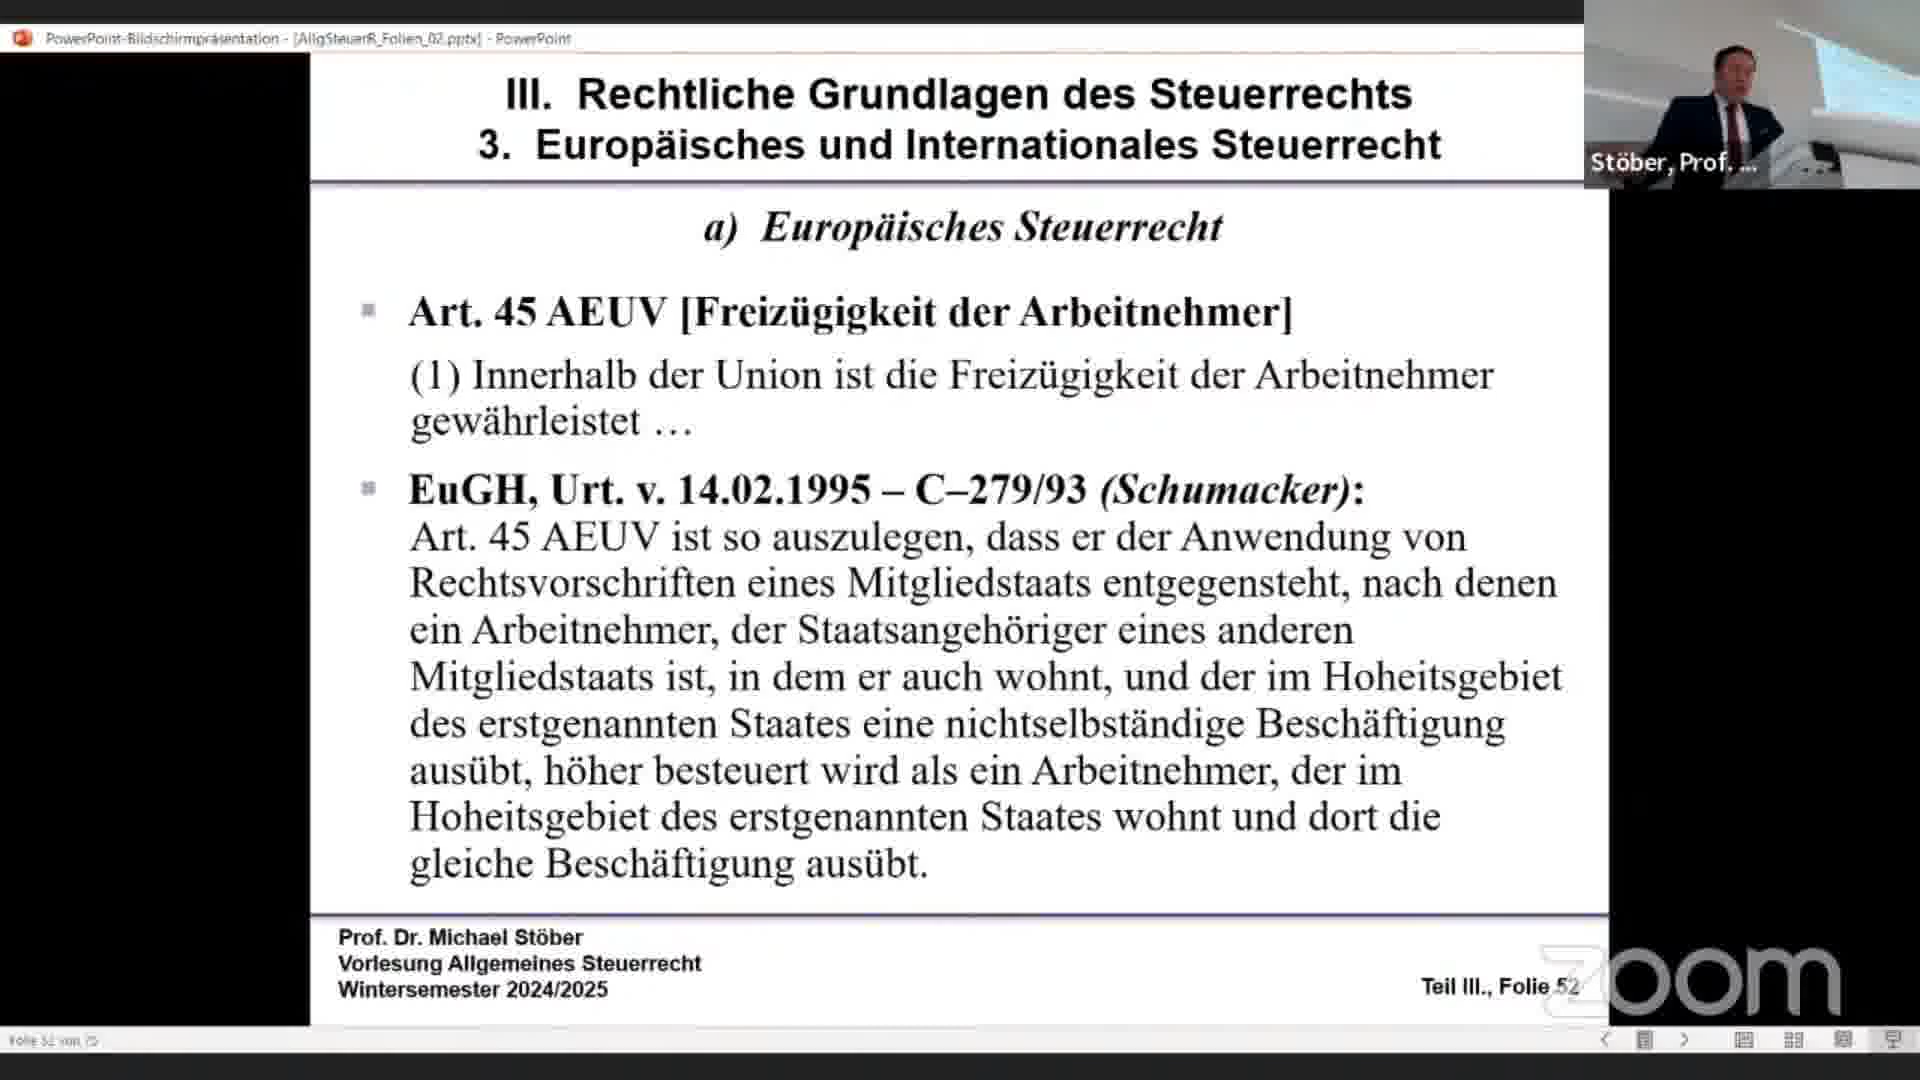 PowerPoint-Bildschirmpräsentation - [AllgSteuerR_Folien_02.pptx] - PowerPoint
III. Rechtliche Grundlagen des Steuerrechts
3. Europäisches und Internationales Steuerrecht
Stöber, Prof. ...
a) Europäisches Steuerrecht
Art. 45 AEUV [Freizügigkeit der Arbeitnehmer]
(1) Innerhalb der Union ist die Freizügigkeit der Arbeitnehmer
gewährleistet …
EuGH, Urt. v. 14.02.1995 – C–279/93 (Schumacker):
Art. 45 AEUV ist so auszulegen, dass er der Anwendung von
Rechtsvorschriften eines Mitgliedstaats entgegensteht, nach denen
ein Arbeitnehmer, der Staatsangehöriger eines anderen
Mitgliedstaats ist, in dem er auch wohnt, und der im Hoheitsgebiet
des erstgenannten Staates eine nichtselbständige Beschäftigung
ausübt, höher besteuert wird als ein Arbeitnehmer, der im
Hoheitsgebiet des erstgenannten Staates wohnt und dort die
gleiche Beschäftigung ausübt.
Prof. Dr. Michael Stöber
Vorlesung Allgemeines Steuerrecht
Wintersemester 2024/2025
Teil III., Folie 52
zoom
Folie 52 von 75